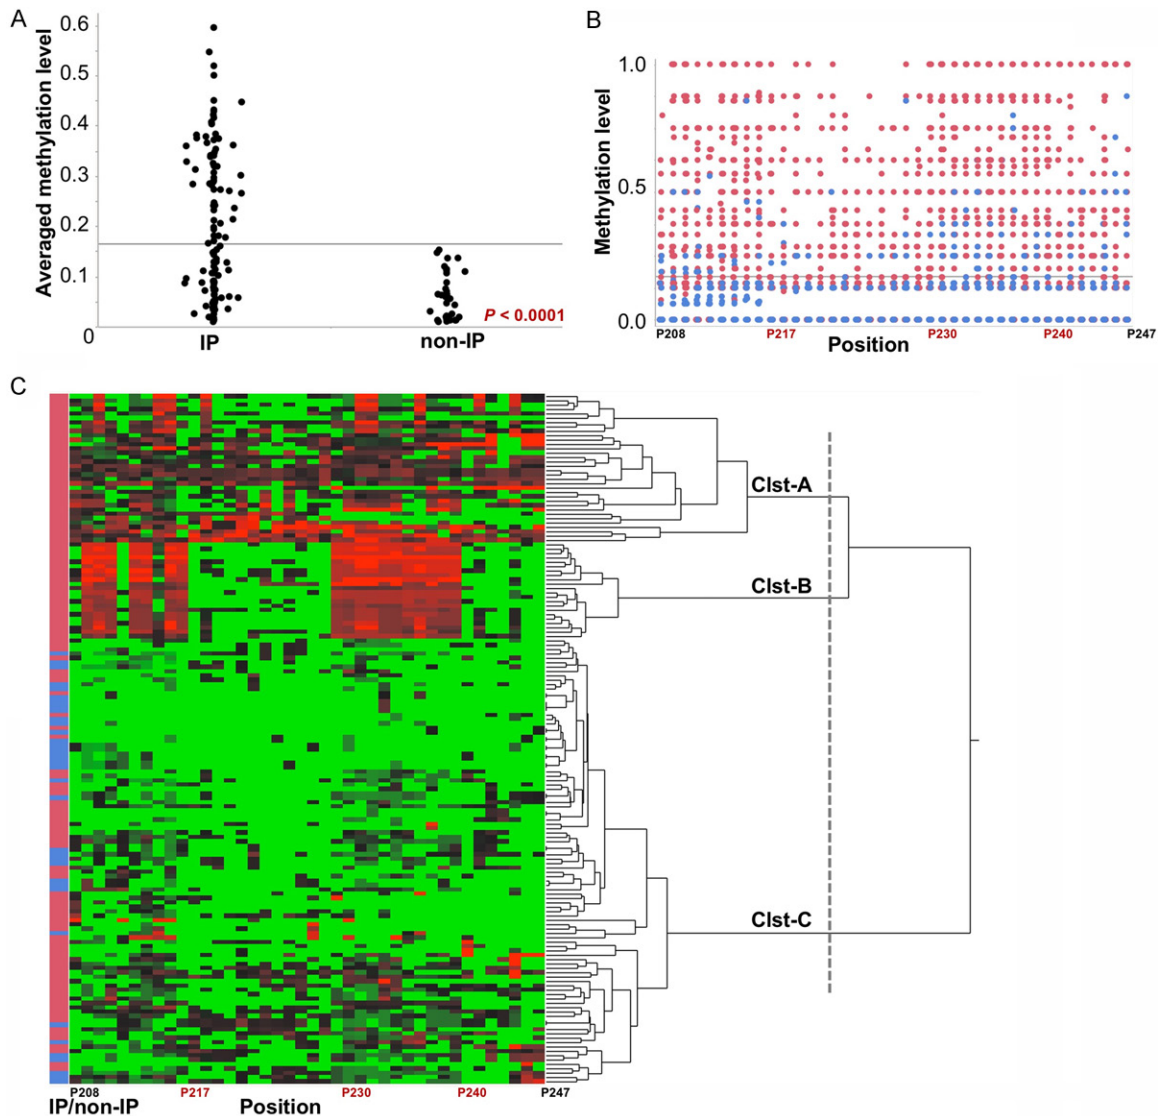 A
Averaged methylation level
0.6
0.5
0.4
0.3
0.2
0.1
0
IP
non-IP
P < 0.0001
B
Methylation level
1.0
0.5
0.0
P208
P217
P230
P240
P247
Position
C
Clst-A
Clst-B
Clst-C
P208
P217
P230
P240
P247
IP/non-IP
Position